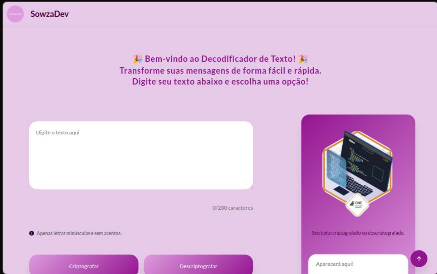 SowzaDev
🎉 Bem-vindo ao Decodificador de Texto! 🎉
Transforme suas mensagens de forma fácil e rápida.
Digite seu texto abaixo e escolha uma opção!
Digite o texto aqui
0/200 caracteres
Apenas letras minúsculas e sem acentos.
Criptografar
Descriptografar
ONE
Seu texto criptografado ou descriptografado
Aparecerá aqui